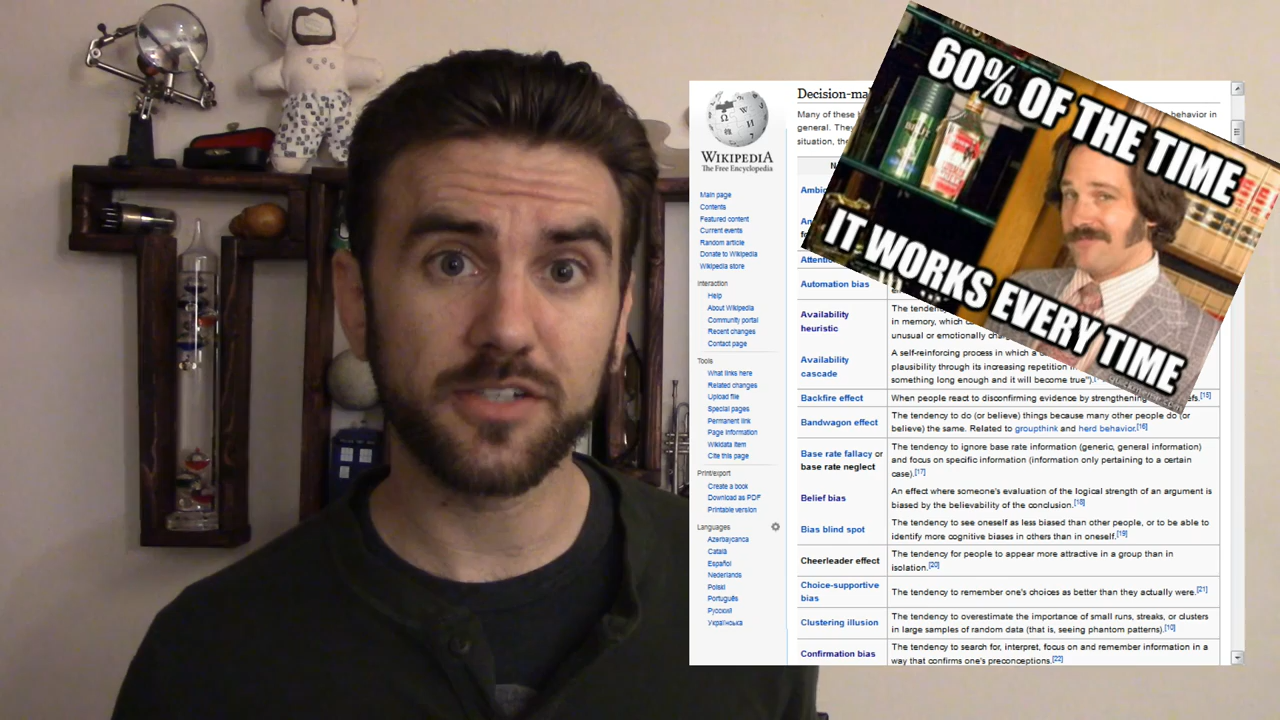 60% OF THE TIME
IT WORKS EVERY TIME
WIKIPEDIA
The Free Encyclopedia
Main page
Contents
Featured content
Current events
Random article
Donate to Wikipedia
Wikipedia store
Interaction
Help
About Wikipedia
Community portal
Recent changes
Contact page
Tools
What links here
Related changes
Upload file
Special pages
Permanent link
Page information
Wikidata item
Cite this page
Print/export
Create a book
Download as PDF
Printable version
Languages
Azərbaycanca
Català
Español
Nederlands
Polski
Português
Русский
Українська
Many of these
behavior in
general. They
situation, the
Automation bias
Availability
heuristic
in memory, which
unusual or emotionally
Availability
cascade
A self-reinforcing process in which a
plausibility through its increasing repetition
something long enough and it will become true").
Backfire effect
When people react to disconfirming evidence by strengthening
[15]
Bandwagon effect
The tendency to do (or believe) things because many other people do (or
believe) the same. Related to groupthink and herd behavior.[16]
Base rate fallacy or
base rate neglect
The tendency to ignore base rate information (generic, general information)
and focus on specific information (information only pertaining to a certain
case).[17]
Belief bias
An effect where someone's evaluation of the logical strength of an argument is
biased by the believability of the conclusion.[18]
Bias blind spot
The tendency to see oneself as less biased than other people, or to be able to
identify more cognitive biases in others than in oneself.[19]
Cheerleader effect
The tendency for people to appear more attractive in a group than in
isolation.[20]
Choice-supportive
bias
The tendency to remember one's choices as better than they actually were.[21]
Clustering illusion
The tendency to overestimate the importance of small runs, streaks, or clusters
in large samples of random data (that is, seeing phantom patterns).[10]
Confirmation bias
The tendency to search for, interpret, focus on and remember information in a
way that confirms one's preconceptions.[22]